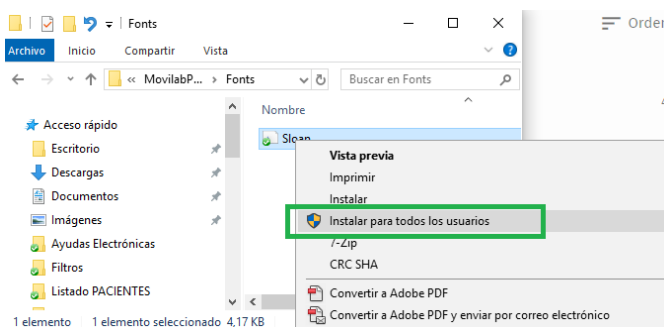 Fonts
Archivo Inicio Compartir Vista
« MovilabP... › Fonts
Buscar en Fonts
Nombre
Acceso rápido
Escritorio
Descargas
Documentos
Imágenes
Ayudas Electrónicas
Filtros
Listado PACIENTES
Sloan
Vista previa
Imprimir
Instalar
Instalar para todos los usuarios
7-Zip
CRC SHA
Convertir a Adobe PDF
Convertir a Adobe PDF y enviar por correo electrónico
1 elemento 1 elemento seleccionado 4,17 KB
Orden